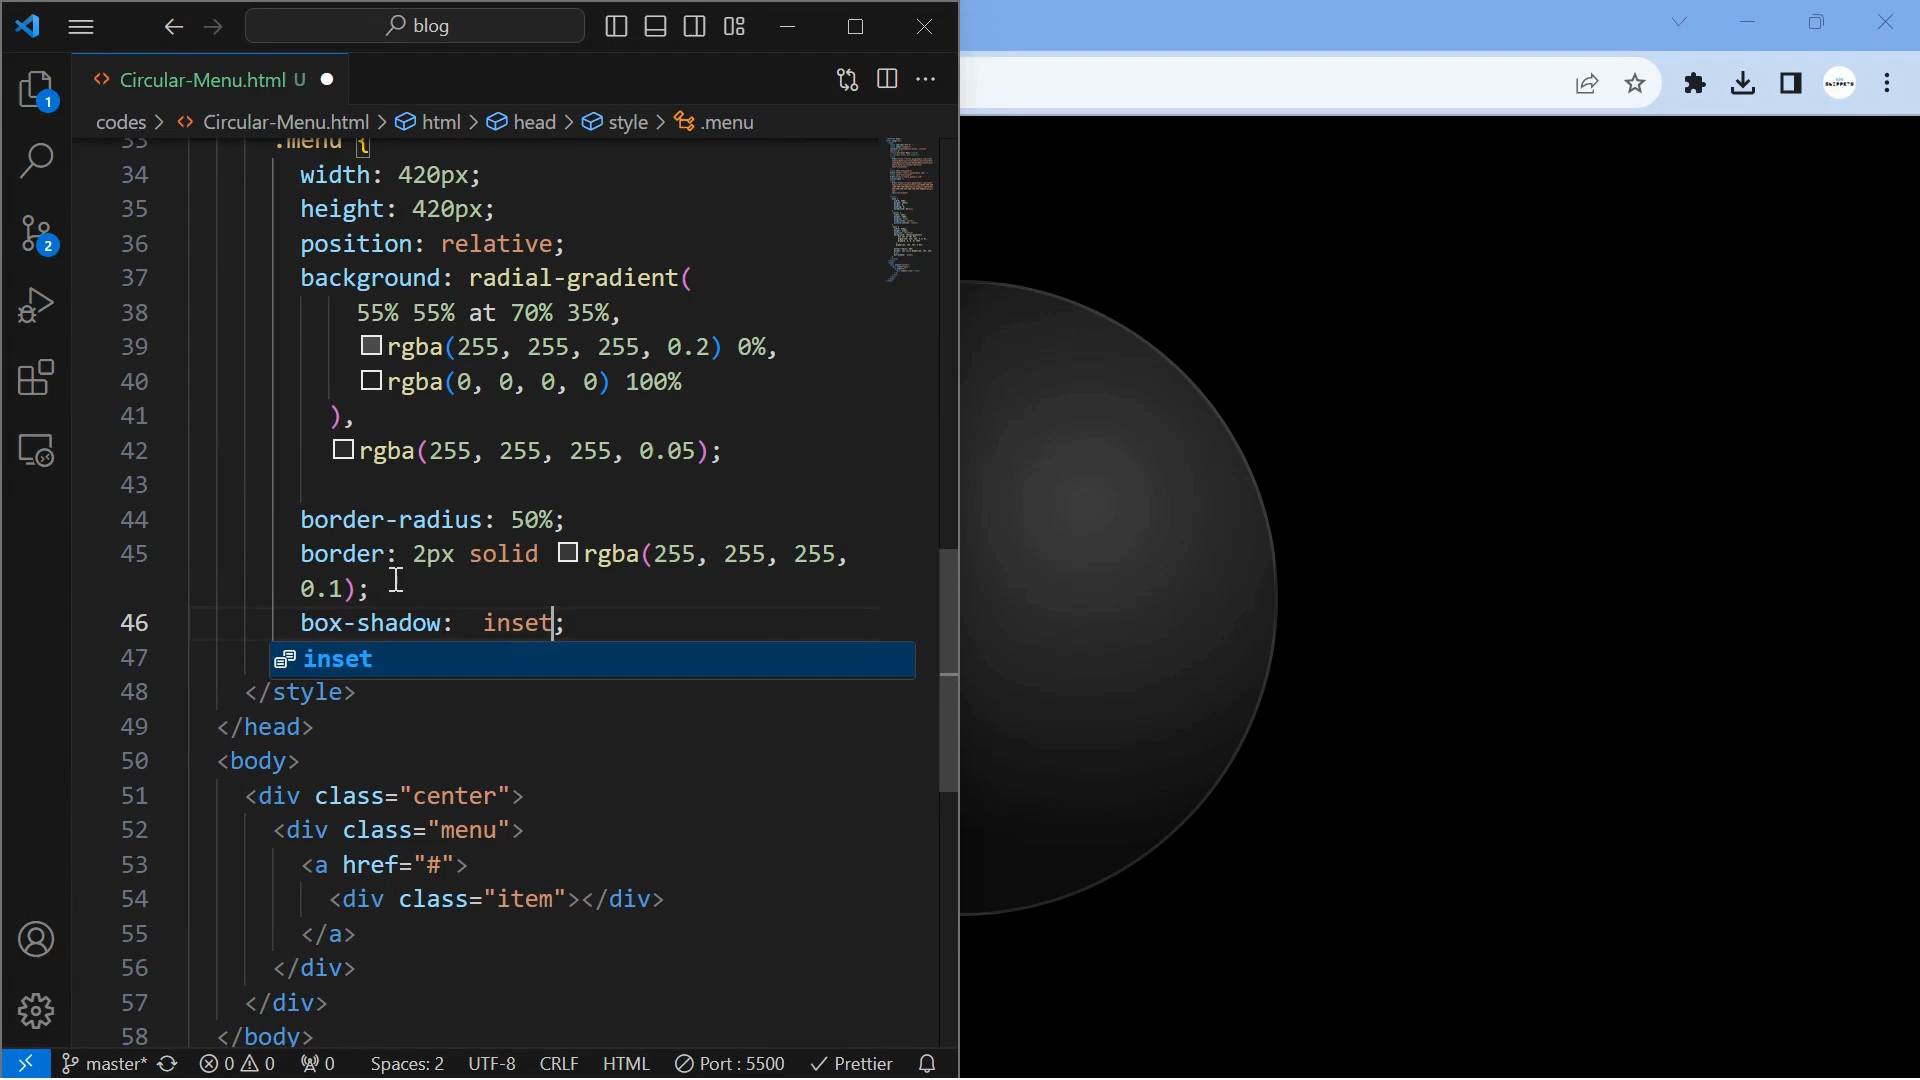 blog
Circular-Menu.html U
codes > Circular-Menu.html > html > head > style > .menu
1
2
33 .menu {
34 width: 420px;
35 height: 420px;
36 position: relative;
37 background: radial-gradient(
38 55% 55% at 70% 35%,
39 rgba(255, 255, 255, 0.2) 0%,
40 rgba(0, 0, 0, 0) 100%
41 ),
42 rgba(255, 255, 255, 0.05);
43
44 border-radius: 50%;
45 border: 2px solid rgba(255, 255, 255,
0.1);
46 box-shadow:  inset;
47 inset
48 </style>
49 </head>
50 <body>
51 <div class="center">
52 <div class="menu">
53 <a href="#">
54 <div class="item"></div>
55 </a>
56 </div>
57 </div>
58 </body>
master* 0 0 0 Spaces: 2 UTF-8 CRLF HTML Port : 5500 Prettier